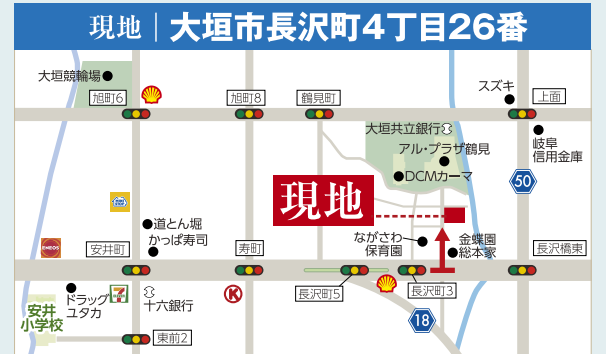 現地｜大垣市長沢町4丁目26番
大垣競輪場
旭町6
旭町8
鶴見町
スズキ
上面
大垣共立銀行
アル・プラザ鶴見
DCMカーマ
岐阜
信用金庫
50
現地
道とん堀
かっぱ寿司
ENEOS
安井町
寿町
ながさわ
保育園
金蝶園
総本家
長沢橋東
ドラッグ
ユタカ
十六銀行
K
長沢町5
長沢町3
18
安井
小学校
東前2